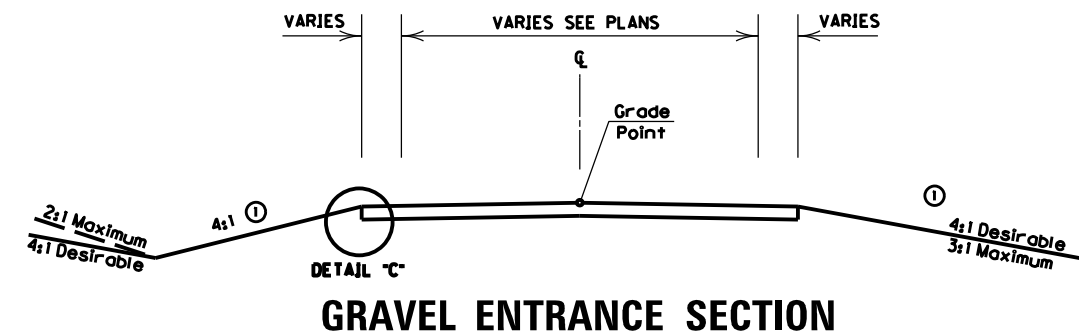 VARIES
VARIES SEE PLANS
VARIES
℄
Grade
Point
2:1 Maximum
4:1 Desirable
4:1 ①
①
4:1 Desirable
3:1 Maximum
DETAIL "C"
GRAVEL ENTRANCE SECTION